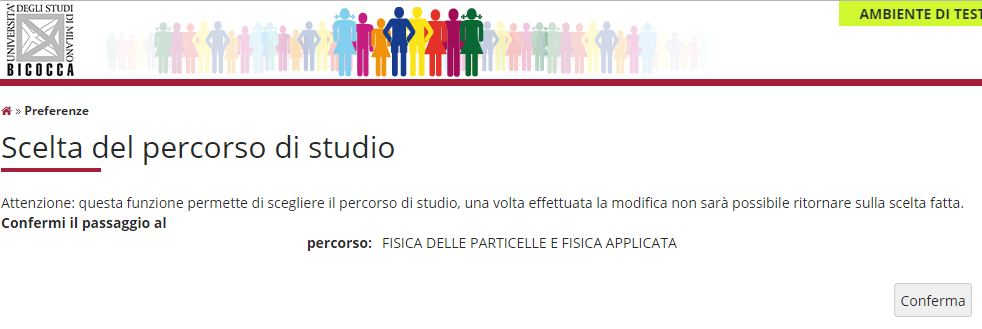 UNIVERSITÀ
DEGLI STUDI
DI MILANO
BICOCCA
AMBIENTE DI TEST
» Preferenze
Scelta del percorso di studio
Attenzione: questa funzione permette di scegliere il percorso di studio, una volta effettuata la modifica non sarà possibile ritornare sulla scelta fatta.
Confermi il passaggio al
percorso: FISICA DELLE PARTICELLE E FISICA APPLICATA
Conferma